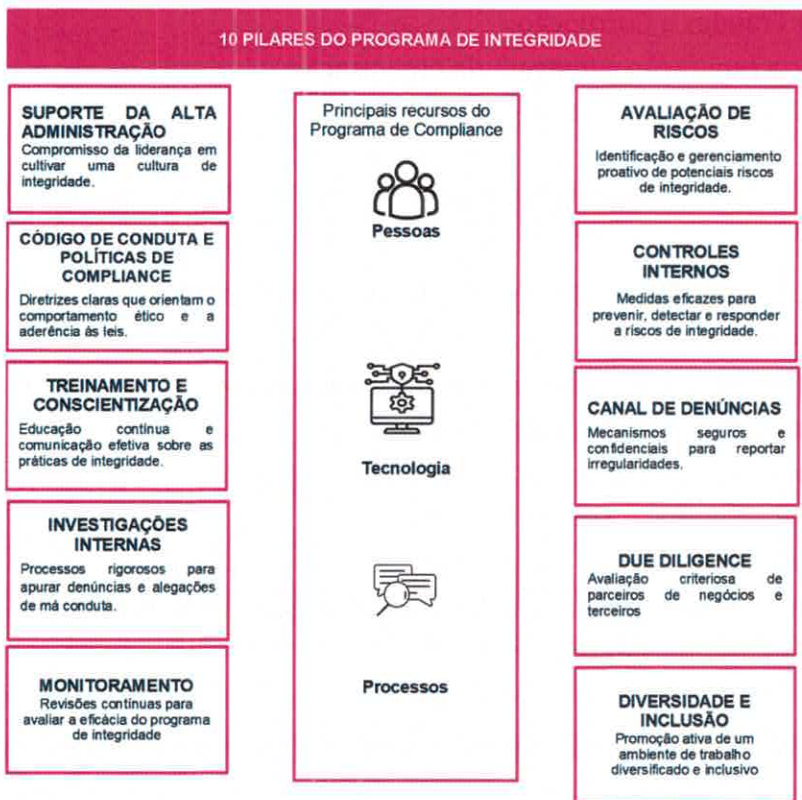 10 PILARES DO PROGRAMA DE INTEGRIDADE
SUPORTE DA ALTA
ADMINISTRAÇÃO
Compromisso da liderança em
cultivar uma cultura de
integridade.
CÓDIGO DE CONDUTA E
POLÍTICAS DE
COMPLIANCE
Diretrizes claras que orientam o
comportamento ético e a
aderência às leis.
TREINAMENTO E
CONSCIENTIZAÇÃO
Educação contínua e
comunicação efetiva sobre as
práticas de integridade.
INVESTIGAÇÕES
INTERNAS
Processos rigorosos para
apurar denúncias e alegações
de má conduta.
MONITORAMENTO
Revisões contínuas para
avaliar a eficácia do programa
de integridade
Principais recursos do
Programa de Compliance
Pessoas
Tecnologia
Processos
AVALIAÇÃO DE
RISCOS
Identificação e gerenciamento
proativo de potenciais riscos
de integridade.
CONTROLES
INTERNOS
Medidas eficazes para
prevenir, detectar e responder
a riscos de integridade.
CANAL DE DENÚNCIAS
Mecanismos seguros e
confidenciais para reportar
irregularidades.
DUE DILIGENCE
Avaliação criteriosa de
parceiros de negócios e
terceiros
DIVERSIDADE E
INCLUSÃO
Promoção ativa de um
ambiente de trabalho
diversificado e inclusivo